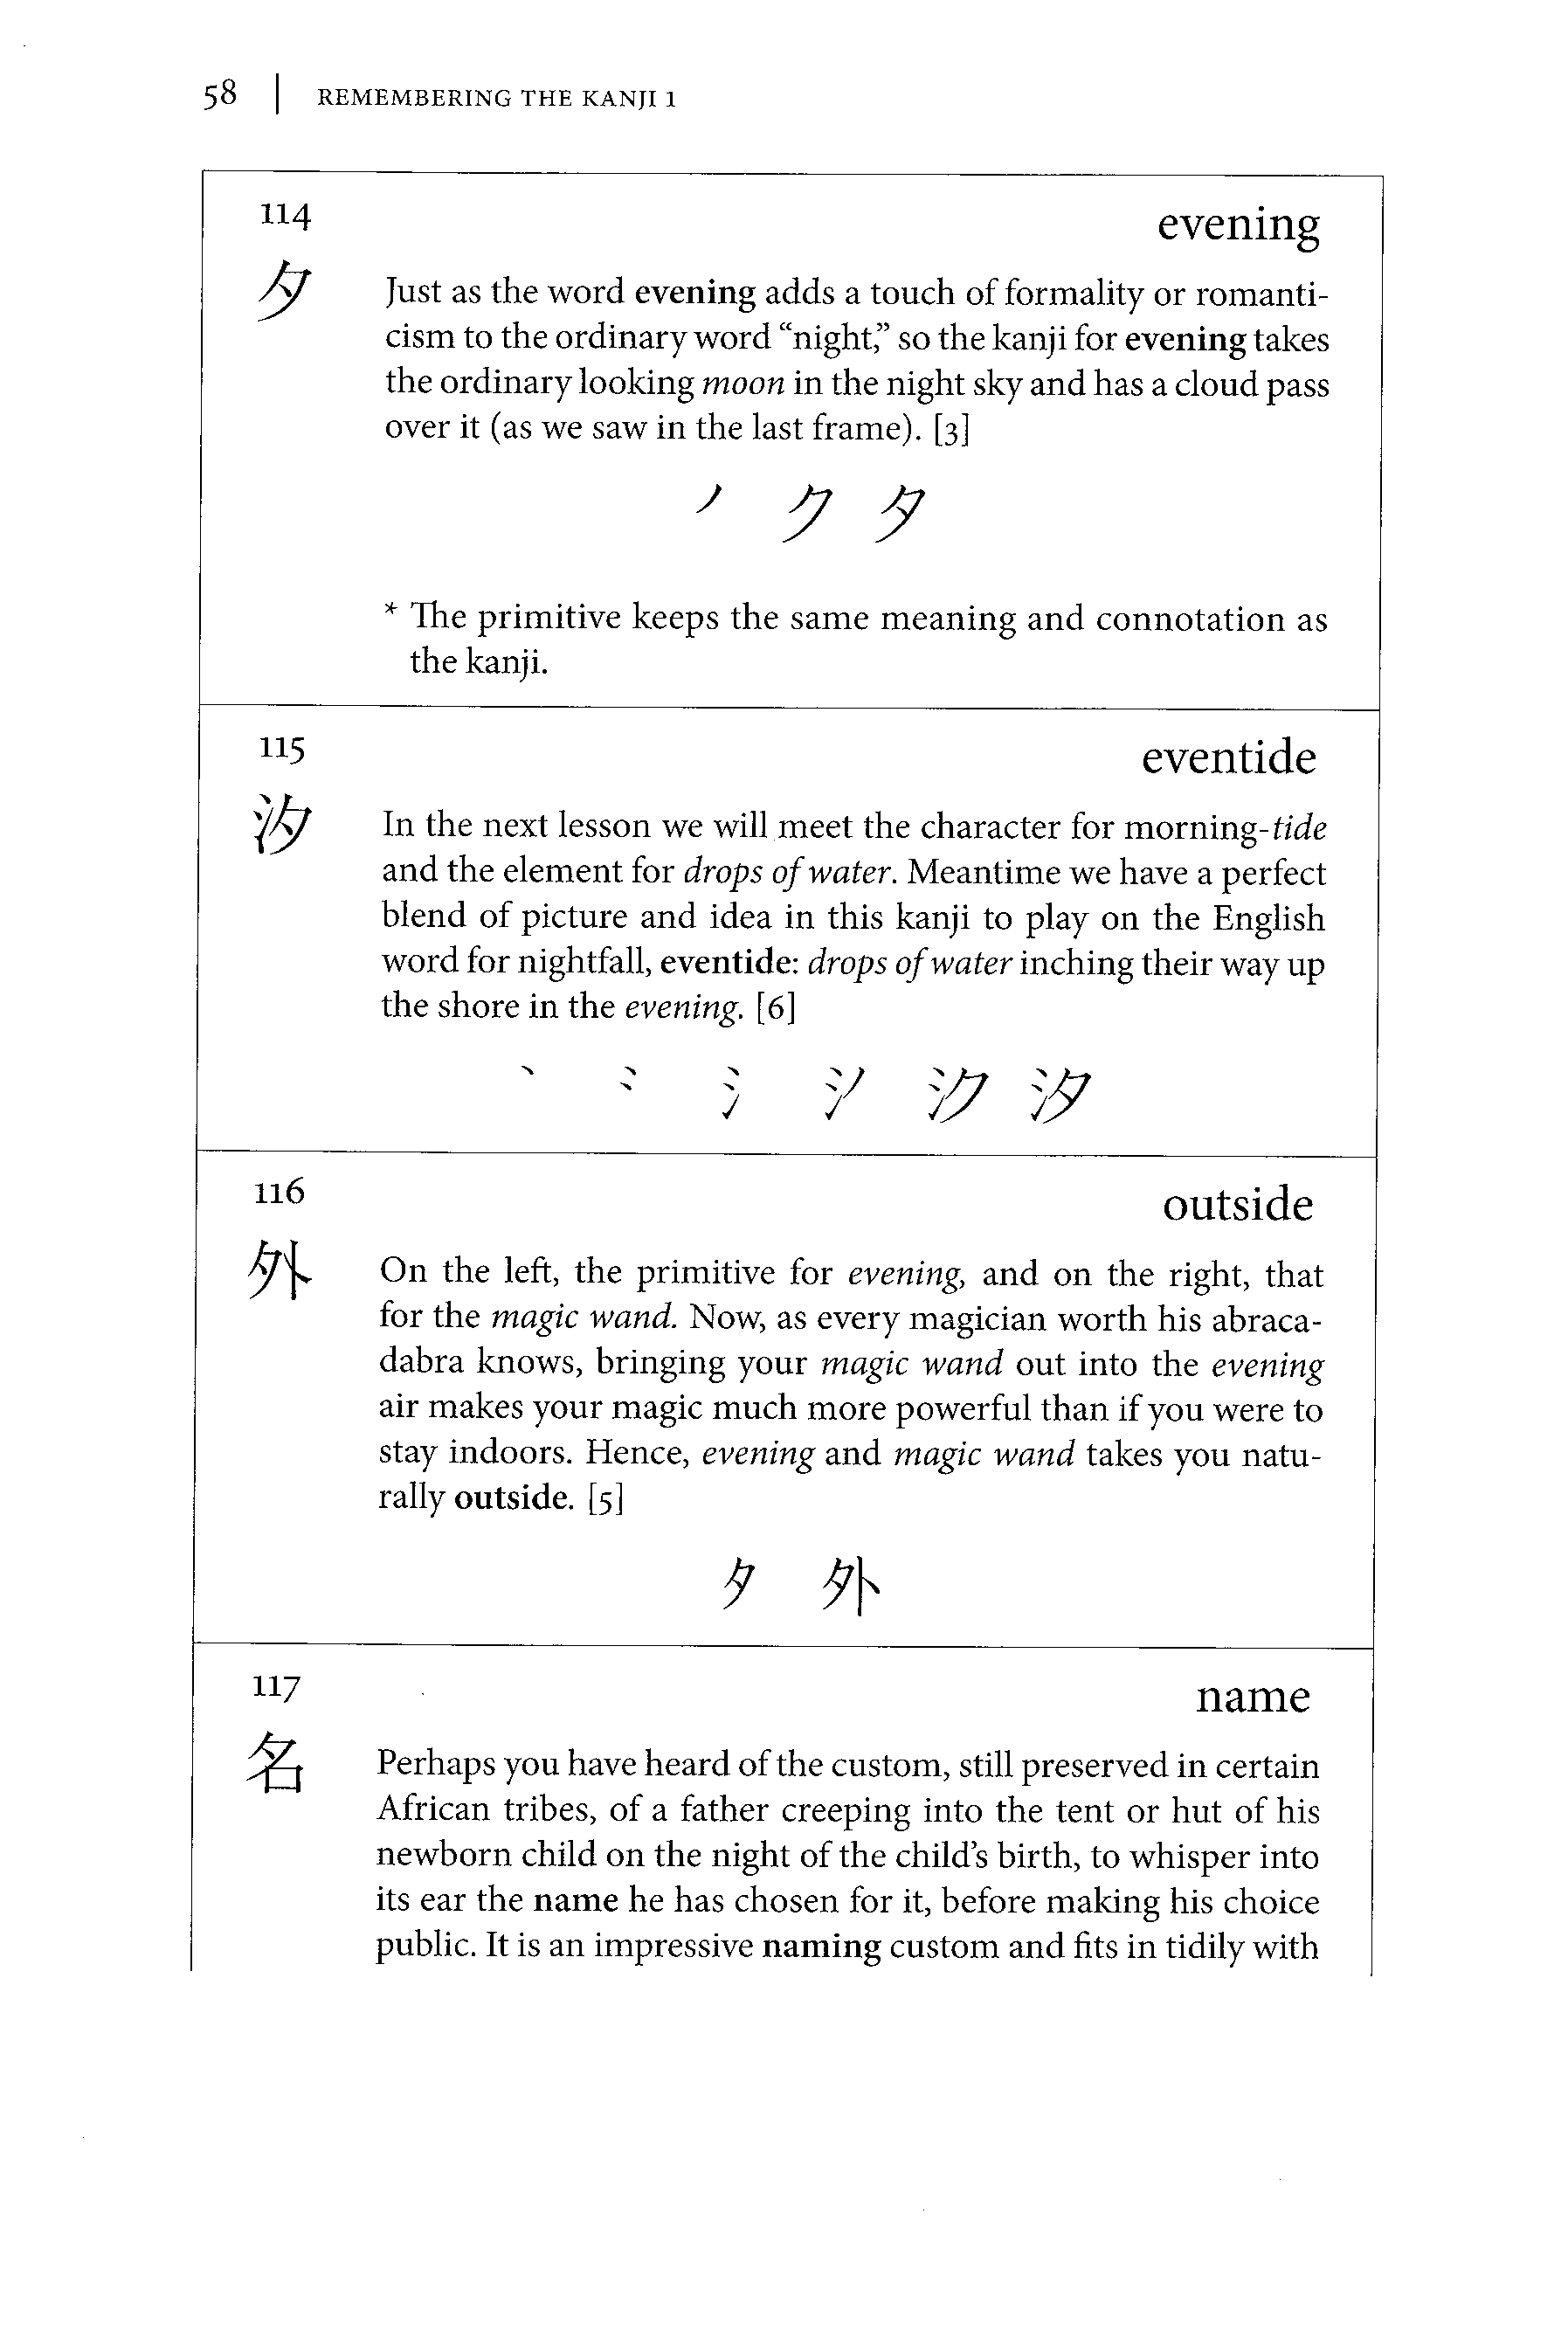 58 | REMEMBERING THE KANJI 1
114 evening
夕 Just as the word evening adds a touch of formality or romanti-
cism to the ordinary word “night,” so the kanji for evening takes
the ordinary looking moon in the night sky and has a cloud pass
over it (as we saw in the last frame). [3]
ノ ク 夕
* The primitive keeps the same meaning and connotation as
the kanji.
115 eventide
汐 In the next lesson we will meet the character for morning-tide
and the element for drops of water. Meantime we have a perfect
blend of picture and idea in this kanji to play on the English
word for nightfall, eventide: drops of water inching their way up
the shore in the evening. [6]
丶 冫 氵 汐
116 outside
外 On the left, the primitive for evening, and on the right, that
for the magic wand. Now, as every magician worth his abraca-
dabra knows, bringing your magic wand out into the evening
air makes your magic much more powerful than if you were to
stay indoors. Hence, evening and magic wand takes you natu-
rally outside. [5]
夕 外
117 name
名 Perhaps you have heard of the custom, still preserved in certain
African tribes, of a father creeping into the tent or hut of his
newborn child on the night of the child’s birth, to whisper into
its ear the name he has chosen for it, before making his choice
public. It is an impressive naming custom and fits in tidily with